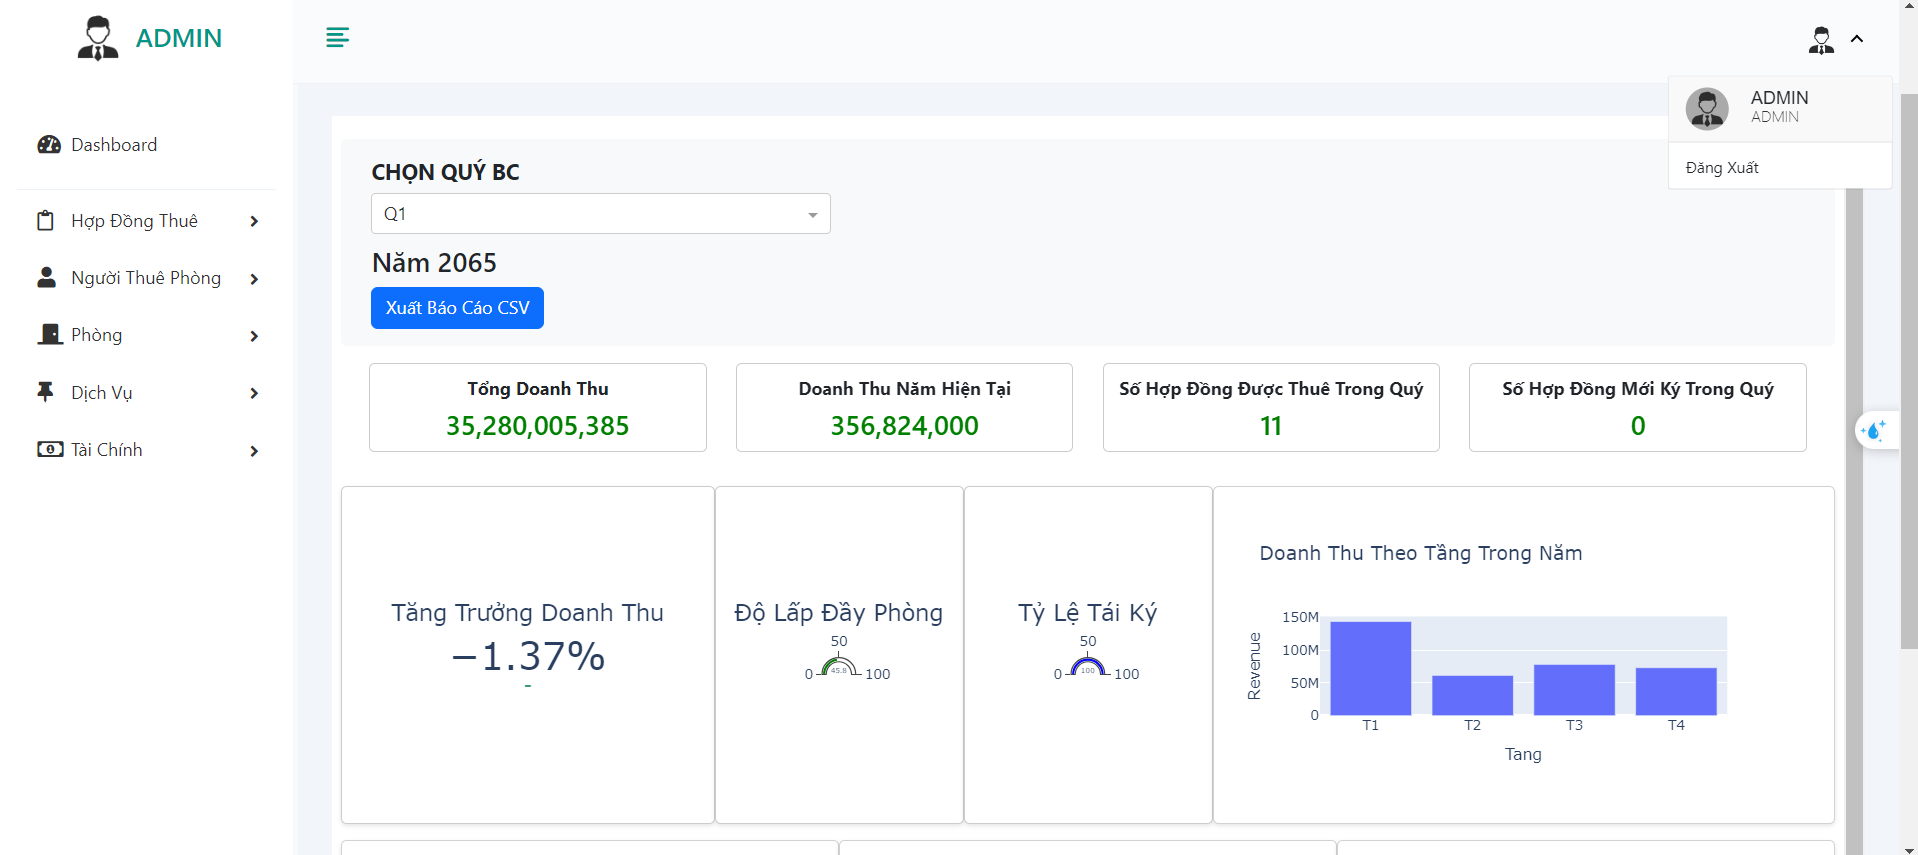 ADMIN
ADMIN
ADMIN
Đăng Xuất
Dashboard
Hợp Đồng Thuê
Người Thuê Phòng
Phòng
Dịch Vụ
Tài Chính
CHỌN QUÝ BC
Q1
Năm 2065
Xuất Báo Cáo CSV
Tổng Doanh Thu
35,280,005,385
Doanh Thu Năm Hiện Tại
356,824,000
Số Hợp Đồng Được Thuê Trong Quý
11
Số Hợp Đồng Mới Ký Trong Quý
0
Tăng Trưởng Doanh Thu
−1.37%
-
Độ Lấp Đầy Phòng
50
0 45.8 100
Tỷ Lệ Tái Ký
50
0 100 100
Doanh Thu Theo Tầng Trong Năm
150M
100M
50M
0
Revenue
T1 T2 T3 T4
Tang